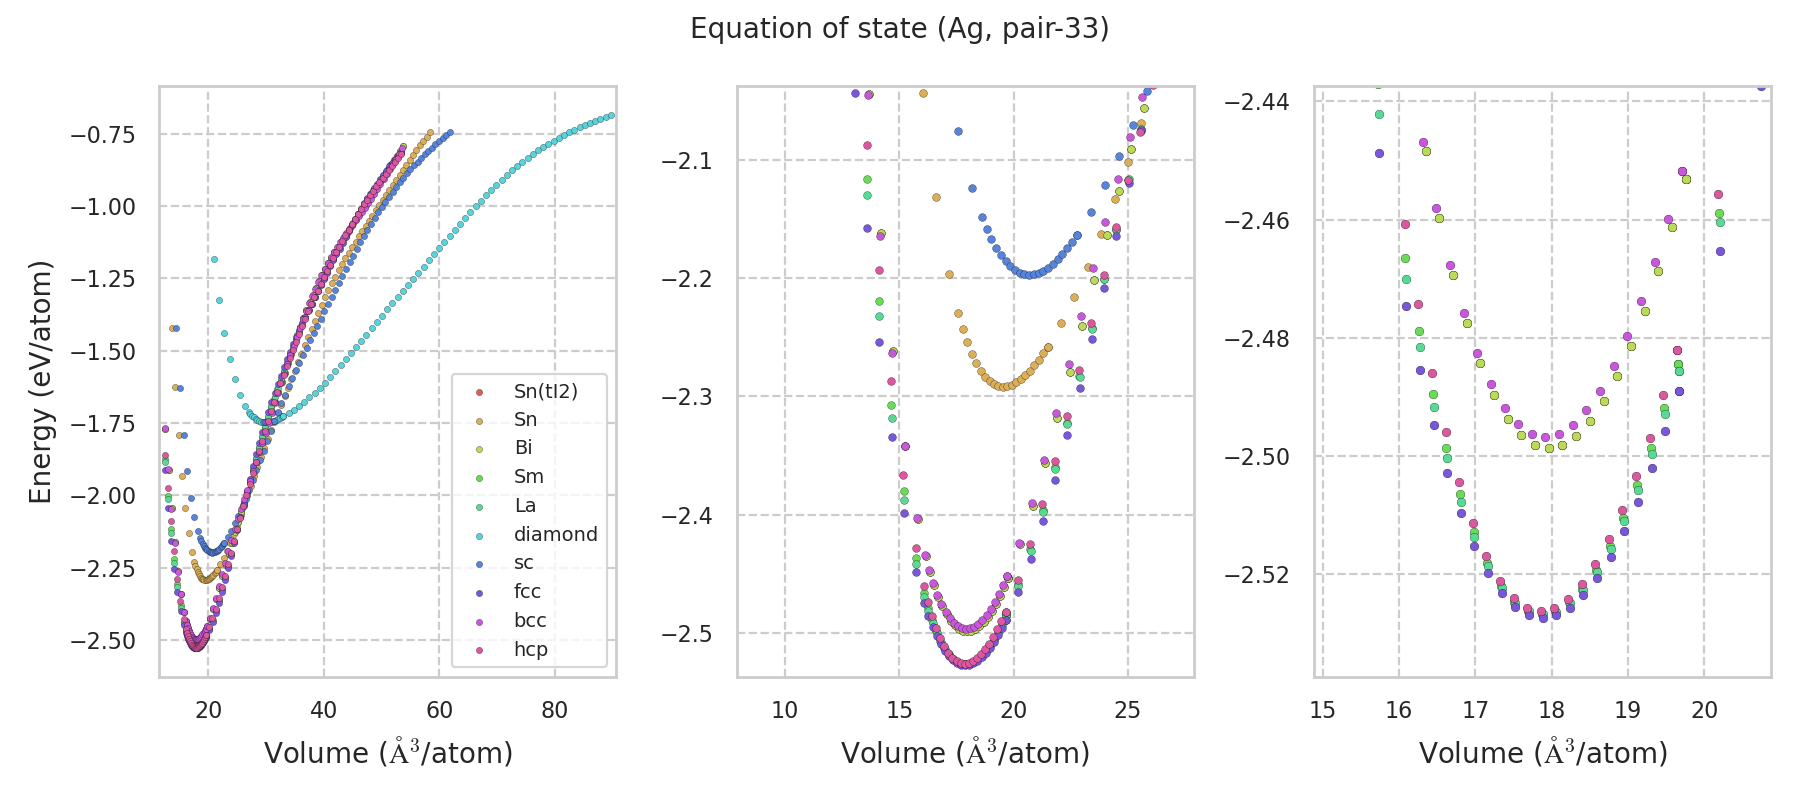 Equation of state (Ag, pair-33)
Energy (eV/atom)
−0.75
−1.00
−1.25
−1.50
−1.75
−2.00
−2.25
−2.50
20 40 60 80
Volume (Å³/atom)
Sn(tI2)
Sn
Bi
Sm
La
diamond
sc
fcc
bcc
hcp
−2.1
−2.2
−2.3
−2.4
−2.5
10 15 20 25
Volume (Å³/atom)
−2.44
−2.46
−2.48
−2.50
−2.52
15 16 17 18 19 20
Volume (Å³/atom)